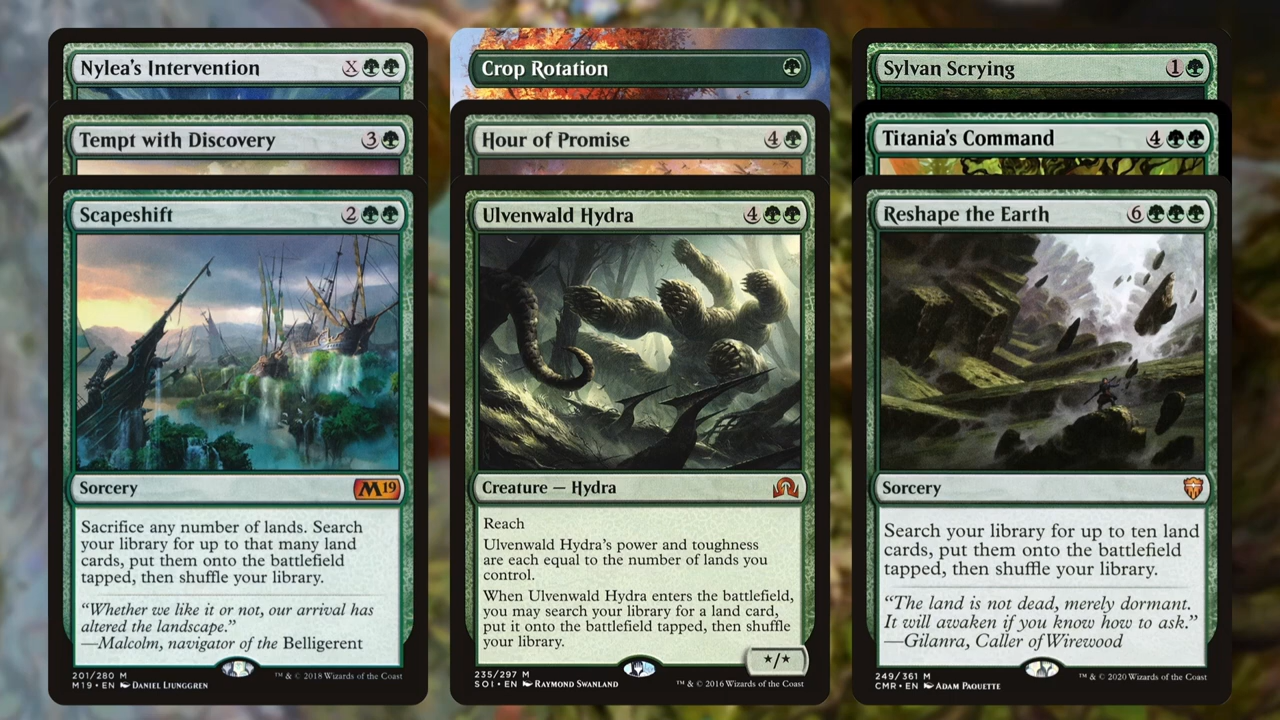 Nylea's Intervention X
Tempt with Discovery 3
Scapeshift 2
Sorcery M19
Sacrifice any number of lands. Search
your library for up to that many land
cards, put them onto the battlefield
tapped, then shuffle your library.
“Whether we like it or not, our arrival has
altered the landscape.”
—Malcolm, navigator of the Belligerent
201/280 M
M19 • EN Daniel Ljunggren
™ & © 2018 Wizards of the Coast
Crop Rotation
Hour of Promise 4
Ulvenwald Hydra 4
Creature — Hydra
Reach
Ulvenwald Hydra's power and toughness
are each equal to the number of lands you
control.
When Ulvenwald Hydra enters the battlefield,
you may search your library for a land card,
put it onto the battlefield tapped, then shuffle
your library.
*/*
235/297 M
SOI • EN Raymond Swanland
™ & © 2016 Wizards of the Coast
Sylvan Scrying 1
Titania's Command 4
Reshape the Earth 6
Sorcery
Search your library for up to ten land
cards, put them onto the battlefield
tapped, then shuffle your library.
“The land is not dead, merely dormant.
It will awaken if you know how to ask.”
—Gilanra, Caller of Wirewood
249/361 M
CMR • EN Adam Paquette
™ & © 2020 Wizards of the Coast